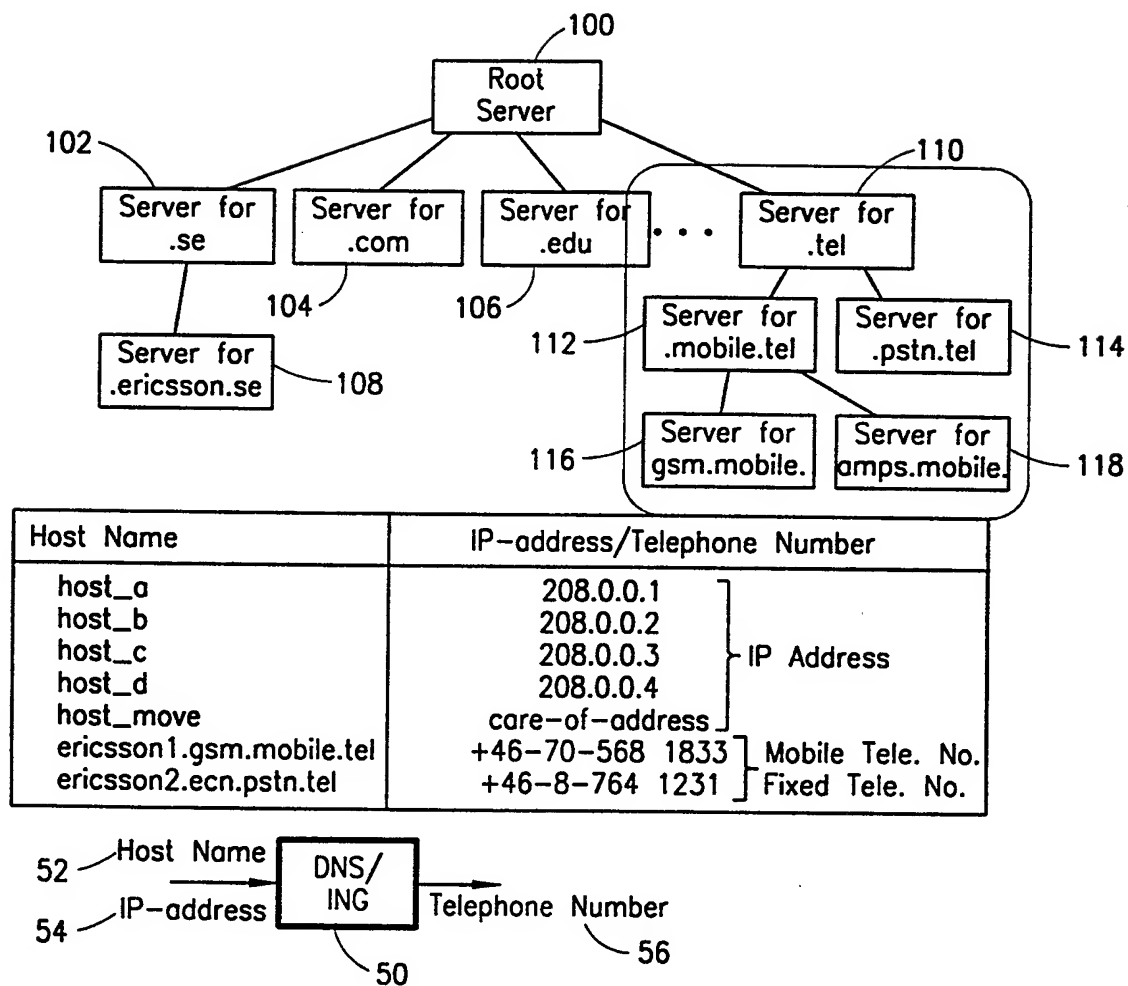 100
Root
Server
102
110
Server for
.se
Server for
.com
Server for
.edu
...
Server for
.tel
104
106
112
Server for
.mobile.tel
Server for
.pstn.tel
114
Server for
.ericsson.se
108
116
Server for
gsm.mobile.
Server for
amps.mobile.
118
Host Name
IP-address/Telephone Number
host_a
208.0.0.1
host_b
208.0.0.2
host_c
208.0.0.3
IP Address
host_d
208.0.0.4
host_move
care-of-address
ericsson1.gsm.mobile.tel
+46-70-568 1833
Mobile Tele. No.
ericsson2.ecn.pstn.tel
+46-8-764 1231
Fixed Tele. No.
52
Host Name
DNS/
ING
54
IP-address
Telephone Number
56
50